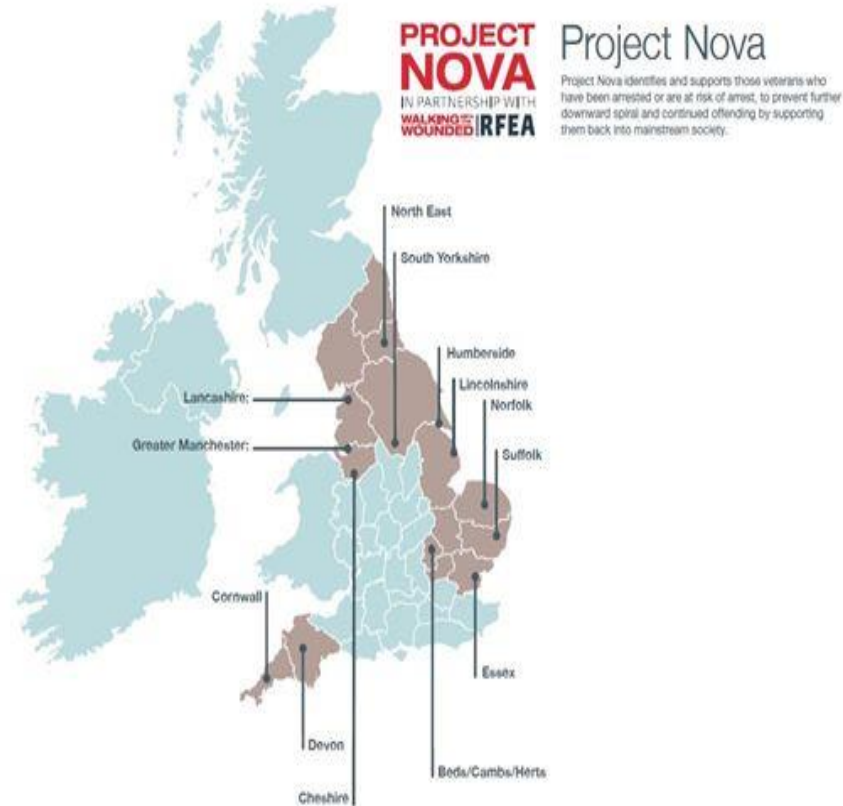 PROJECT
NOVA
IN PARTNERSHIP WITH
WALKING WITH THE
WOUNDED RFEA
Project Nova
Project Nova identifies and supports those veterans who
have been arrested or are at risk of arrest, to prevent further
downward spiral and continued offending by supporting
them back into mainstream society.
North East
South Yorkshire
Humberside
Lincolnshire
Lancashire:
Norfolk
Greater Manchester:
Suffolk
Cornwall
Essex
Devon
Beds/Cambs/Herts
Cheshire